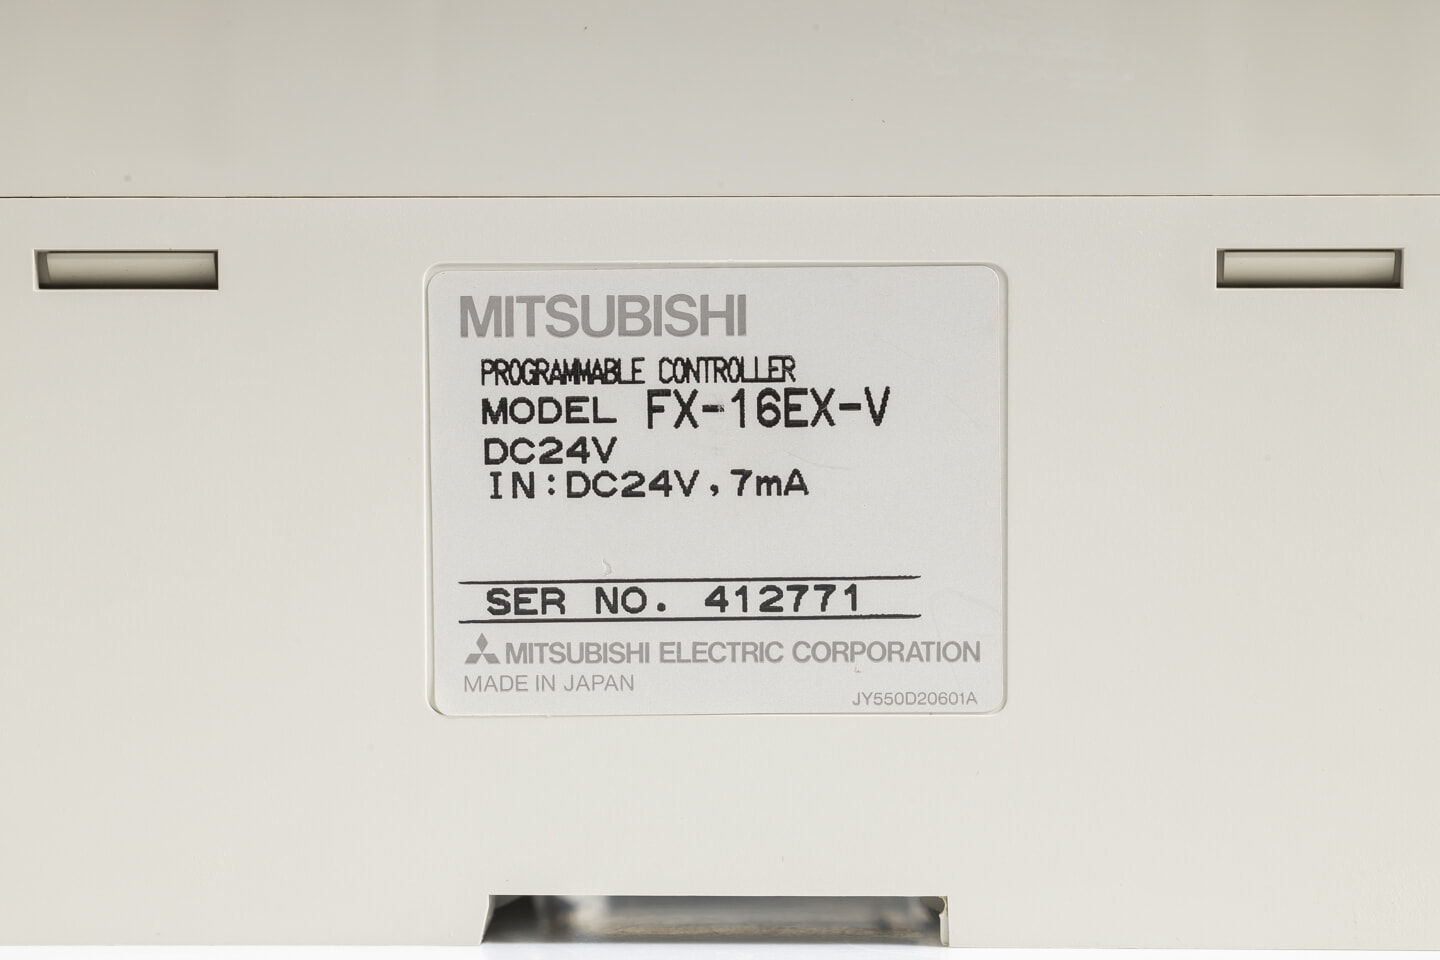 MITSUBISHI
PROGRAMMABLE CONTROLLER
MODEL FX-16EX-V
DC24V
IN:DC24V, 7mA
SER NO. 412771
MITSUBISHI ELECTRIC CORPORATION
MADE IN JAPAN
JY550D20601A